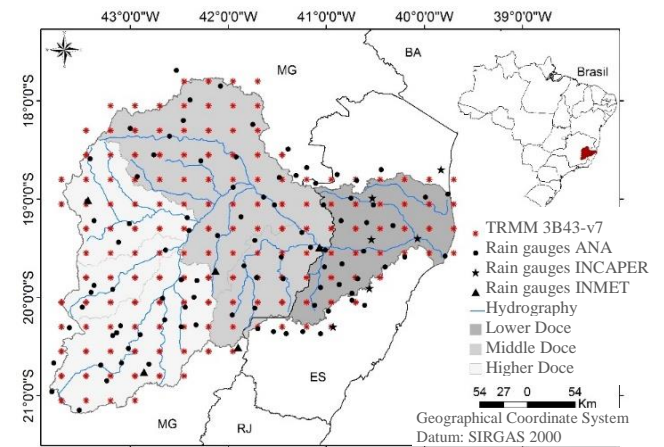 43°0'0"W 42°0'0"W 41°0'0"W 40°0'0"W 39°0'0"W
18°0'0"S
19°0'0"S
20°0'0"S
21°0'0"S
MG
BA
Brasil
ES
MG
RJ
TRMM 3B43-v7
Rain gauges ANA
Rain gauges INCAPER
Rain gauges INMET
Hydrography
Lower Doce
Middle Doce
Higher Doce
54 27 0 54
Km
Geographical Coordinate System
Datum: SIRGAS 2000